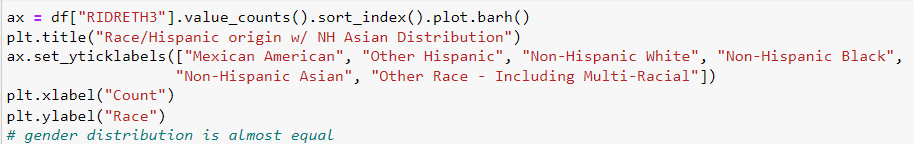 ax = df["RIDRETH3"].value_counts().sort_index().plot.barh()
plt.title("Race/Hispanic origin w/ NH Asian Distribution")
ax.set_yticklabels(["Mexican American", "Other Hispanic", "Non-Hispanic White", "Non-Hispanic Black",
"Non-Hispanic Asian", "Other Race - Including Multi-Racial"])
plt.xlabel("Count")
plt.ylabel("Race")
# gender distribution is almost equal